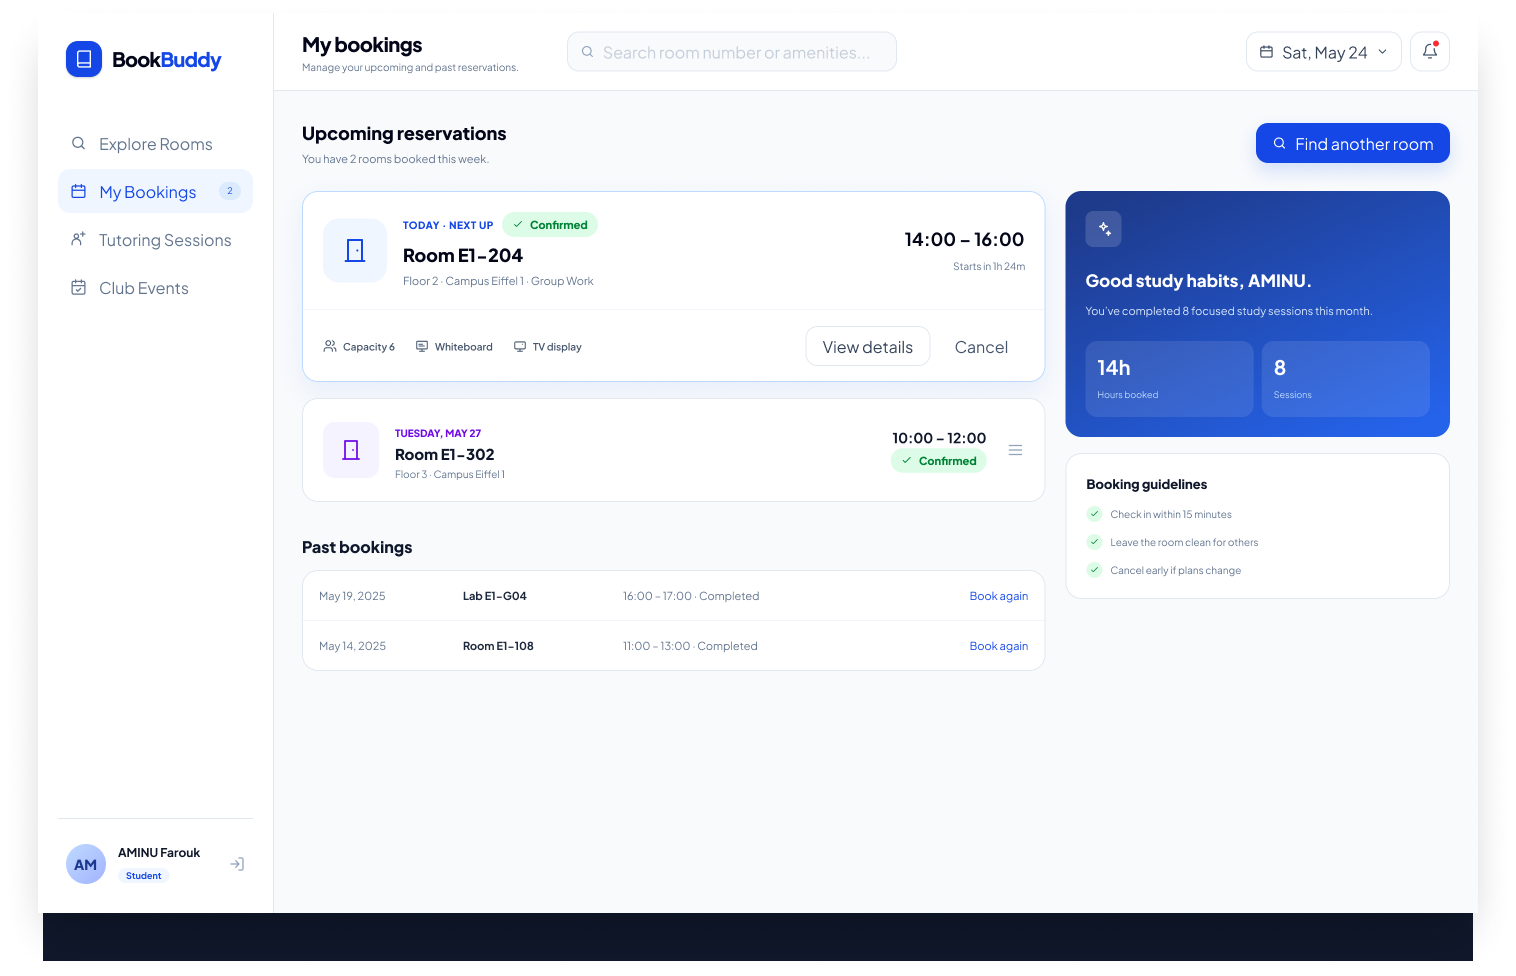 BookBuddy
Explore Rooms
My Bookings 2
Tutoring Sessions
Club Events
AM
AMINU Farouk
Student
My bookings
Manage your upcoming and past reservations.
Search room number or amenities...
Sat, May 24
Upcoming reservations
You have 2 rooms booked this week.
Find another room
TODAY · NEXT UP Confirmed
Room E1-204
Floor 2 · Campus Eiffel 1 · Group Work
14:00 – 16:00
Starts in 1h 24m
Capacity 6 Whiteboard TV display
View details Cancel
TUESDAY, MAY 27
Room E1-302
Floor 3 · Campus Eiffel 1
10:00 – 12:00
Confirmed
Past bookings
May 19, 2025 Lab E1-G04 16:00 – 17:00 · Completed Book again
May 14, 2025 Room E1-108 11:00 – 13:00 · Completed Book again
Good study habits, AMINU.
You've completed 8 focused study sessions this month.
14h
Hours booked
8
Sessions
Booking guidelines
Check in within 15 minutes
Leave the room clean for others
Cancel early if plans change